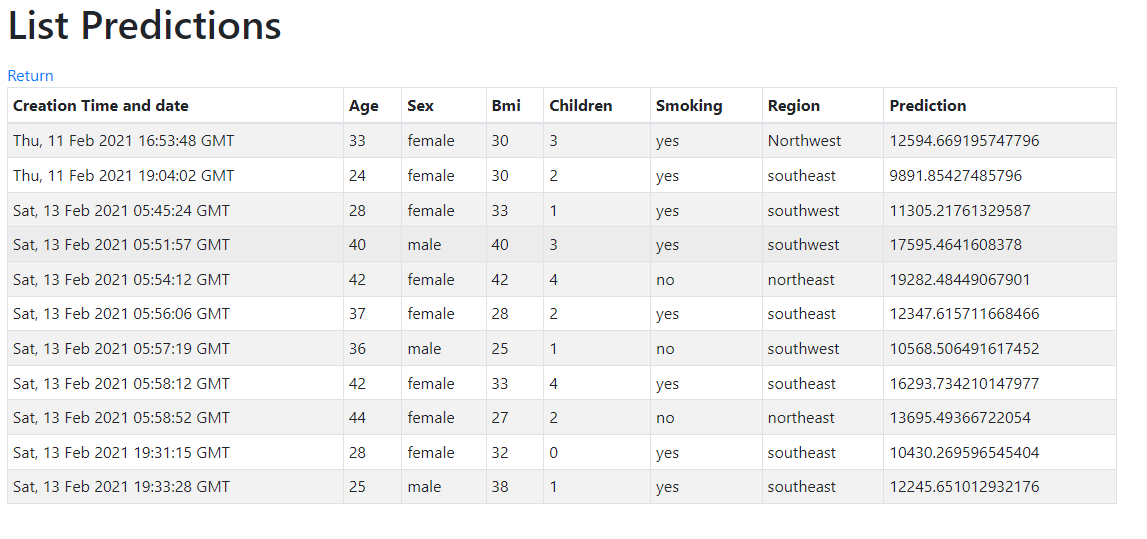 List Predictions
Return
Creation Time and date Age Sex Bmi Children Smoking Region Prediction
Thu, 11 Feb 2021 16:53:48 GMT 33 female 30 3 yes Northwest 12594.669195747796
Thu, 11 Feb 2021 19:04:02 GMT 24 female 30 2 yes southeast 9891.85427485796
Sat, 13 Feb 2021 05:45:24 GMT 28 female 33 1 yes southwest 11305.21761329587
Sat, 13 Feb 2021 05:51:57 GMT 40 male 40 3 yes southwest 17595.4641608378
Sat, 13 Feb 2021 05:54:12 GMT 42 female 42 4 no northeast 19282.48449067901
Sat, 13 Feb 2021 05:56:06 GMT 37 female 28 2 yes southeast 12347.615711668466
Sat, 13 Feb 2021 05:57:19 GMT 36 male 25 1 no southwest 10568.506491617452
Sat, 13 Feb 2021 05:58:12 GMT 42 female 33 4 yes southeast 16293.734210147977
Sat, 13 Feb 2021 05:58:52 GMT 44 female 27 2 no northeast 13695.49366722054
Sat, 13 Feb 2021 19:31:15 GMT 28 female 32 0 yes southeast 10430.269596545404
Sat, 13 Feb 2021 19:33:28 GMT 25 male 38 1 yes southeast 12245.651012932176